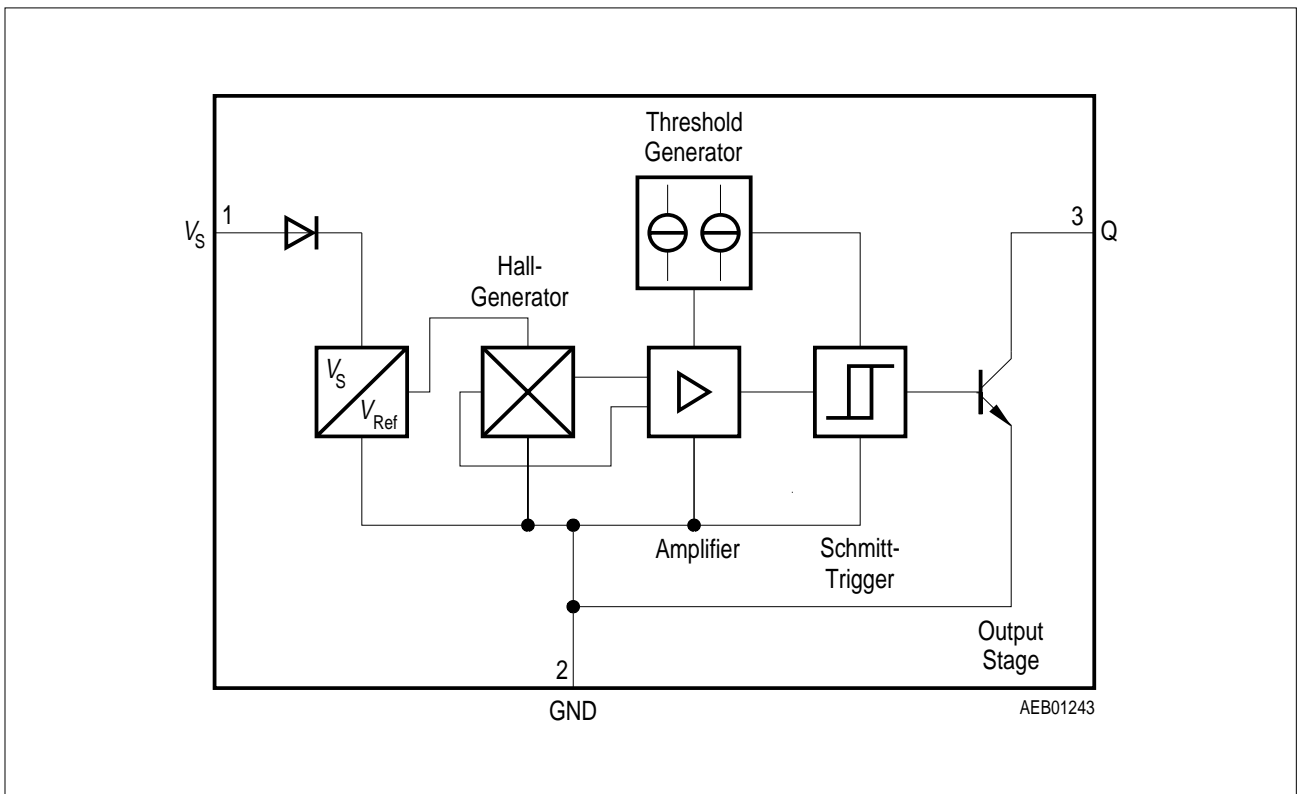 Threshold
Generator
1
V_S
3
Q
Hall-
Generator
V_S
V_Ref
Amplifier
Schmitt-
Trigger
Output
Stage
2
GND
AEB01243